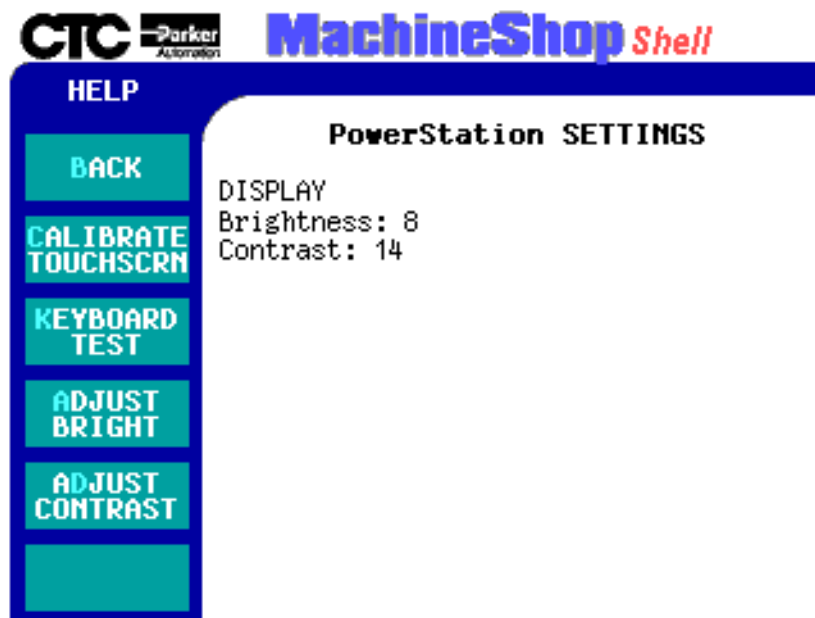 CTC Parker Automation MachineShop Shell
HELP
PowerStation SETTINGS
BACK
DISPLAY
Brightness: 8
Contrast: 14
CALIBRATE
TOUCHSCRN
KEYBOARD
TEST
ADJUST
BRIGHT
ADJUST
CONTRAST